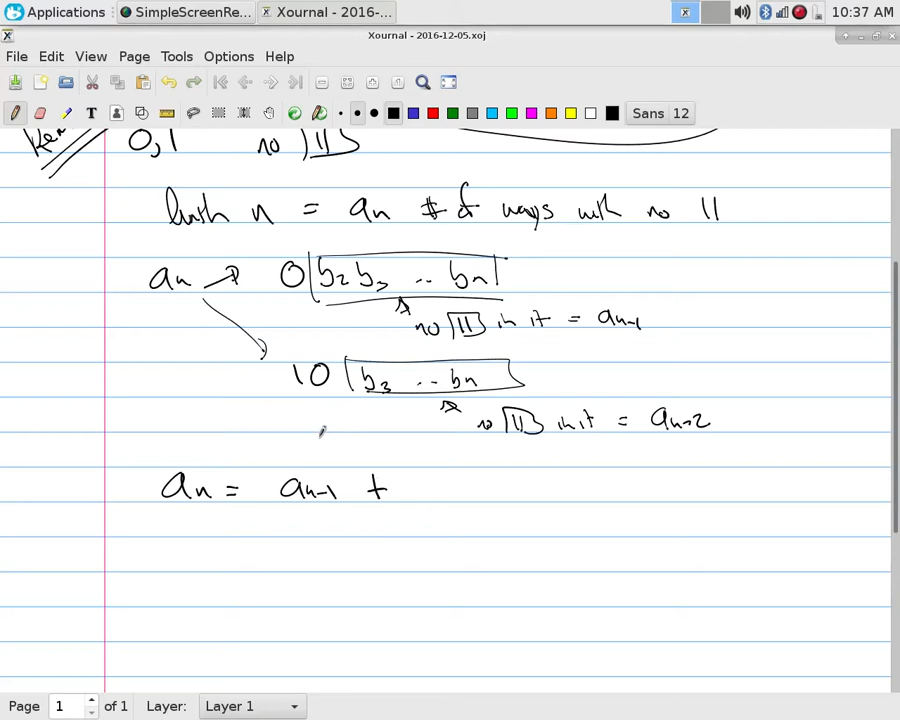 Applications SimpleScreenRe... Xournal - 2016-... 10:37 AM
Xournal - 2016-12-05.xoj
File Edit View Page Tools Options Help
Sans 12
0,1 no 11
n = an # of ways with no 11
an → 0 b2 b3 .. bn
no 11 in it = an-1
10 b3 .. bn
no 11 in it = an-2
an = an-1 +
Page 1 of 1 Layer: Layer 1